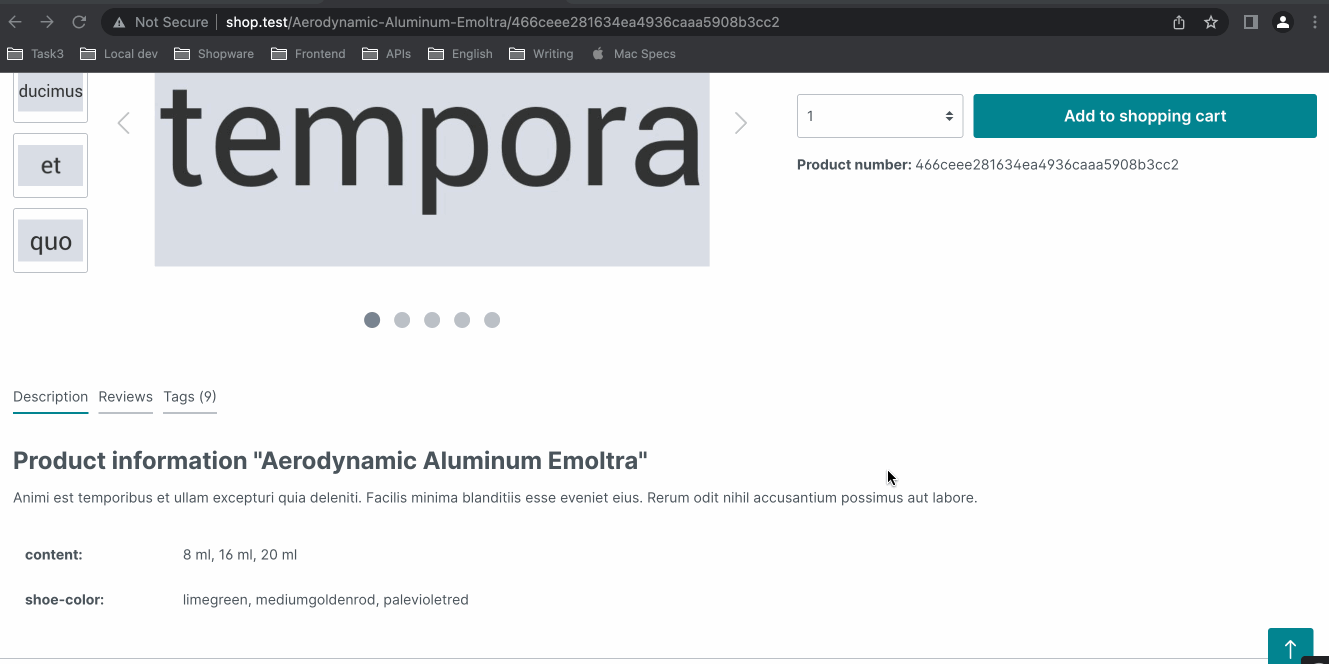 Not Secure | shop.test/Aerodynamic-Aluminum-Emoltra/466ceee281634ea4936caaa5908b3cc2
Task3 Local dev Shopware Frontend APIs English Writing Mac Specs
ducimus
et
quo
tempora
1
Add to shopping cart
Product number: 466ceee281634ea4936caaa5908b3cc2
Description Reviews Tags (9)
Product information "Aerodynamic Aluminum Emoltra"
Animi est temporibus et ullam excepturi quia deleniti. Facilis minima blanditiis esse eveniet eius. Rerum odit nihil accusantium possimus aut labore.
content: 8 ml, 16 ml, 20 ml
shoe-color: limegreen, mediumgoldenrod, palevioletred